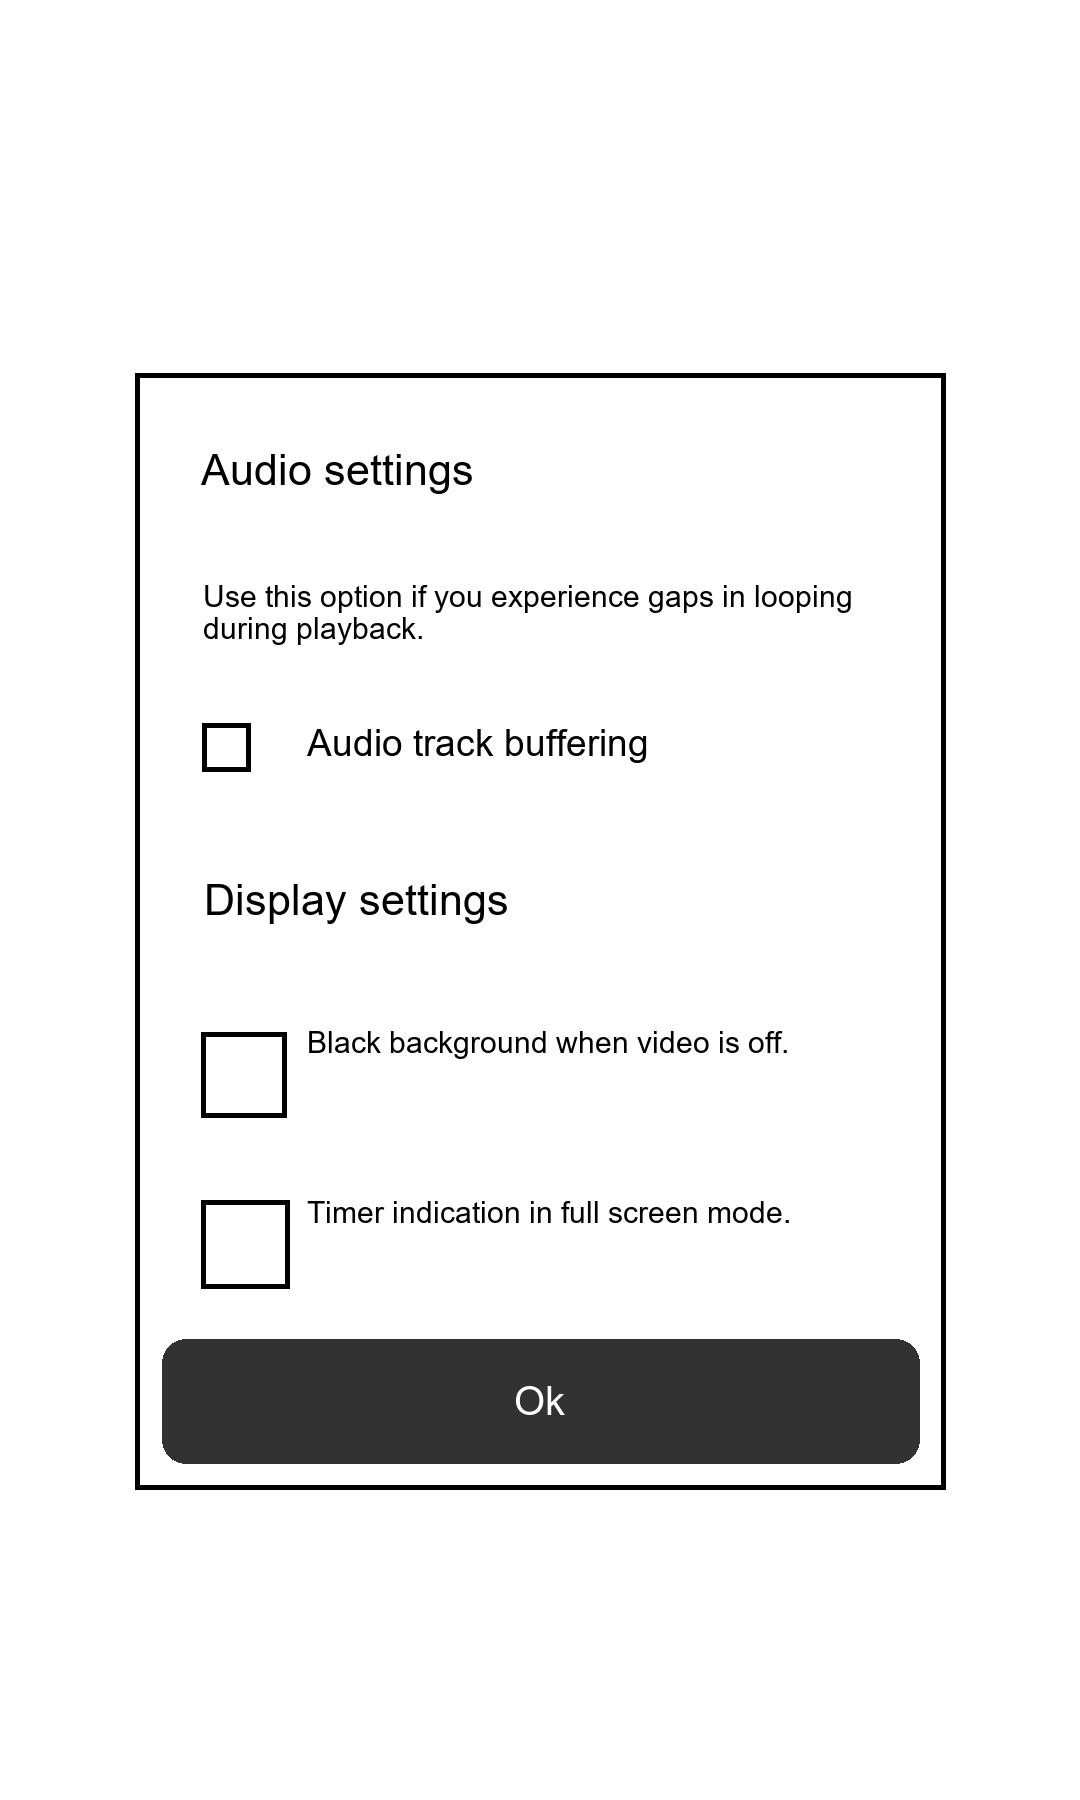 Audio settings
Use this option if you experience gaps in looping
during playback.
Audio track buffering
Display settings
Black background when video is off.
Timer indication in full screen mode.
Ok